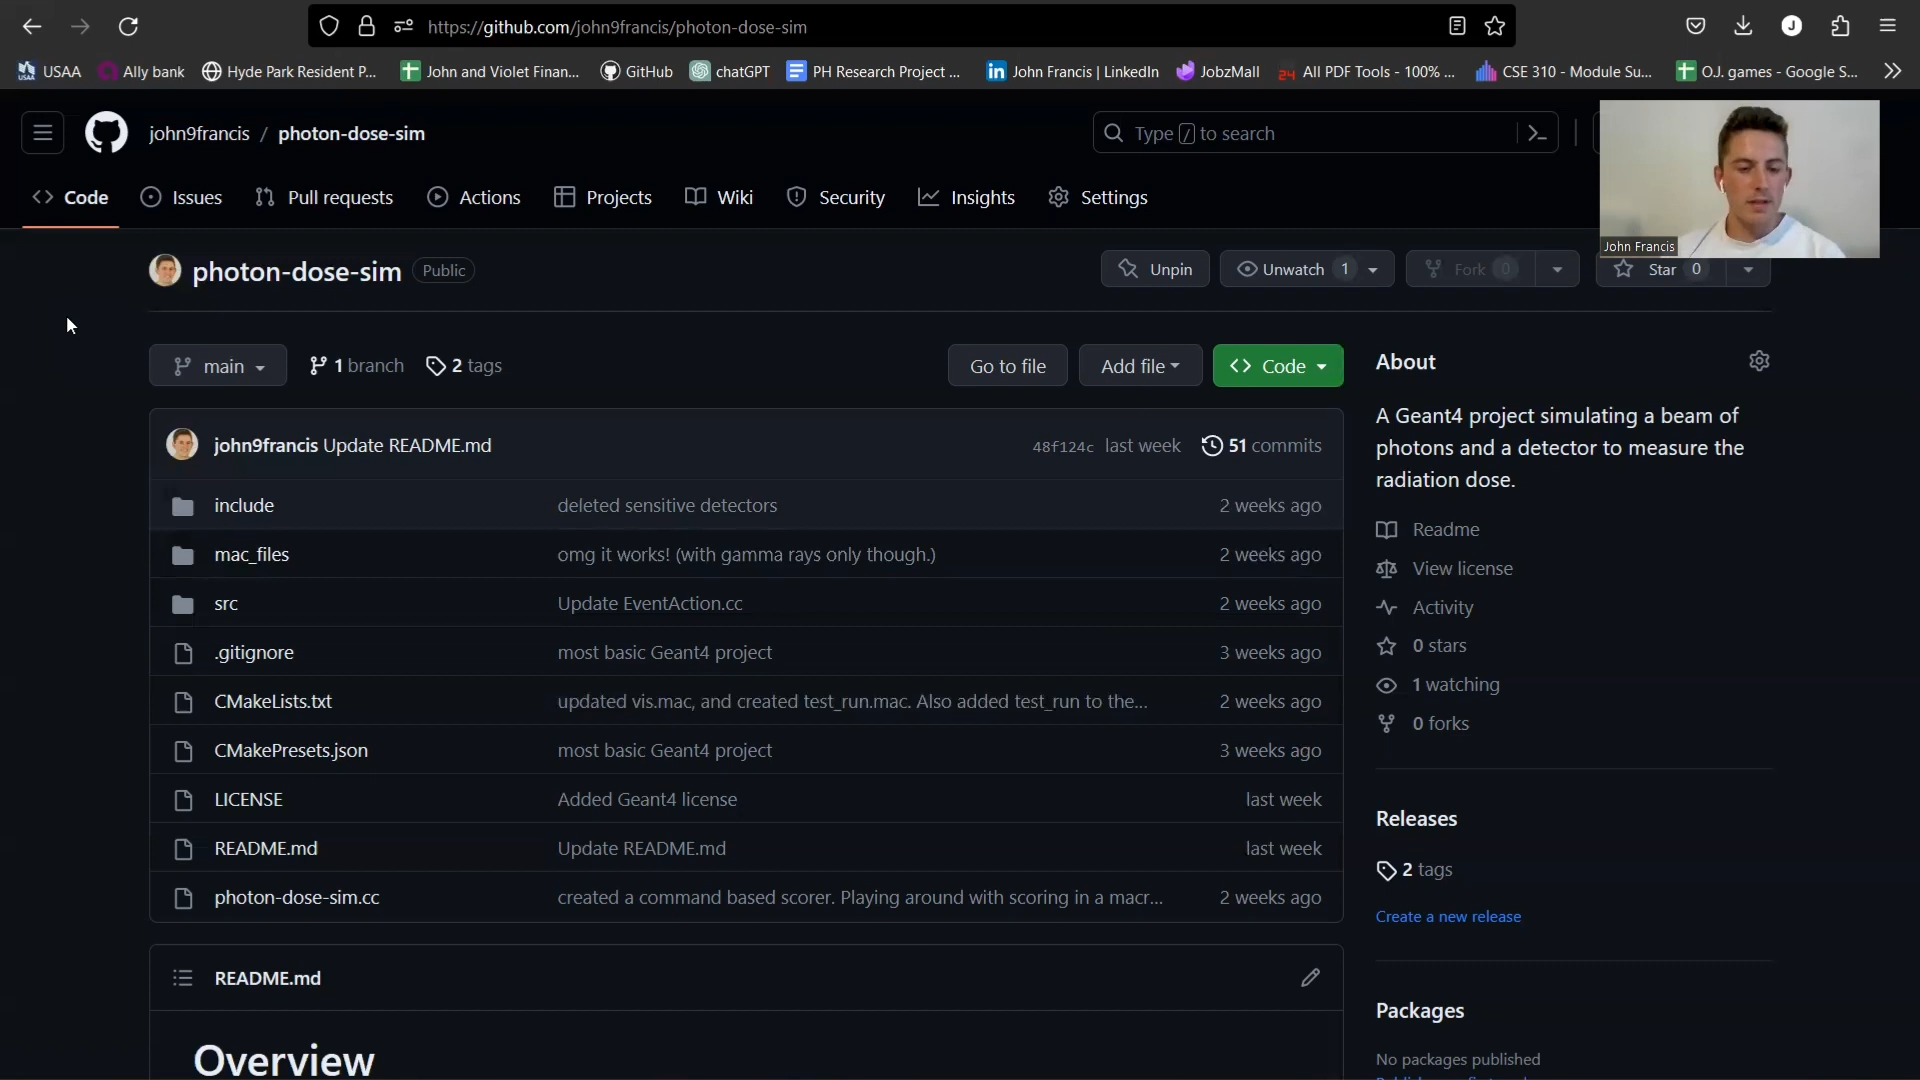 https://github.com/john9francis/photon-dose-sim
USAA
Ally bank
Hyde Park Resident P...
John and Violet Finan...
GitHub
chatGPT
PH Research Project ...
John Francis | LinkedIn
JobzMall
All PDF Tools - 100% ...
CSE 310 - Module Su...
O.J. games - Google S...
john9francis / photon-dose-sim
Type / to search
Code
Issues
Pull requests
Actions
Projects
Wiki
Security
Insights
Settings
John Francis
photon-dose-sim Public
Unpin
Unwatch 1
Fork 0
Star 0
main
1 branch
2 tags
Go to file
Add file
Code
john9francis Update README.md 48f124c last week 51 commits
include deleted sensitive detectors 2 weeks ago
mac_files omg it works! (with gamma rays only though.) 2 weeks ago
src Update EventAction.cc 2 weeks ago
.gitignore most basic Geant4 project 3 weeks ago
CMakeLists.txt updated vis.mac, and created test_run.mac. Also added test_run to the... 2 weeks ago
CMakePresets.json most basic Geant4 project 3 weeks ago
LICENSE Added Geant4 license last week
README.md Update README.md last week
photon-dose-sim.cc created a command based scorer. Playing around with scoring in a macr... 2 weeks ago
README.md
Overview
About
A Geant4 project simulating a beam of
photons and a detector to measure the
radiation dose.
Readme
View license
Activity
0 stars
1 watching
0 forks
Releases
2 tags
Create a new release
Packages
No packages published